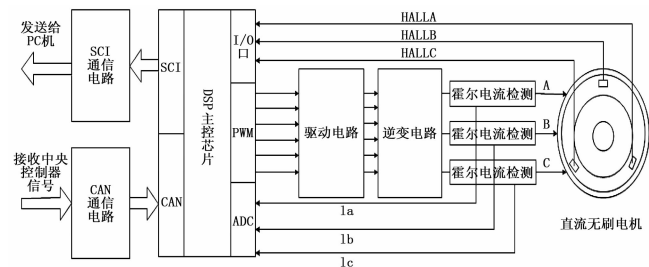 发送给
PC机
SCI
通信
电路
SCI
I/O
口
HALLA
HALLB
HALLC
DSP主控芯片
PWM
驱动电路
逆变电路
霍尔电流检测
A
霍尔电流检测
B
霍尔电流检测
C
接收中央
控制器
信号
CAN
通信
电路
CAN
ADC
1a
1b
1c
直流无刷电机